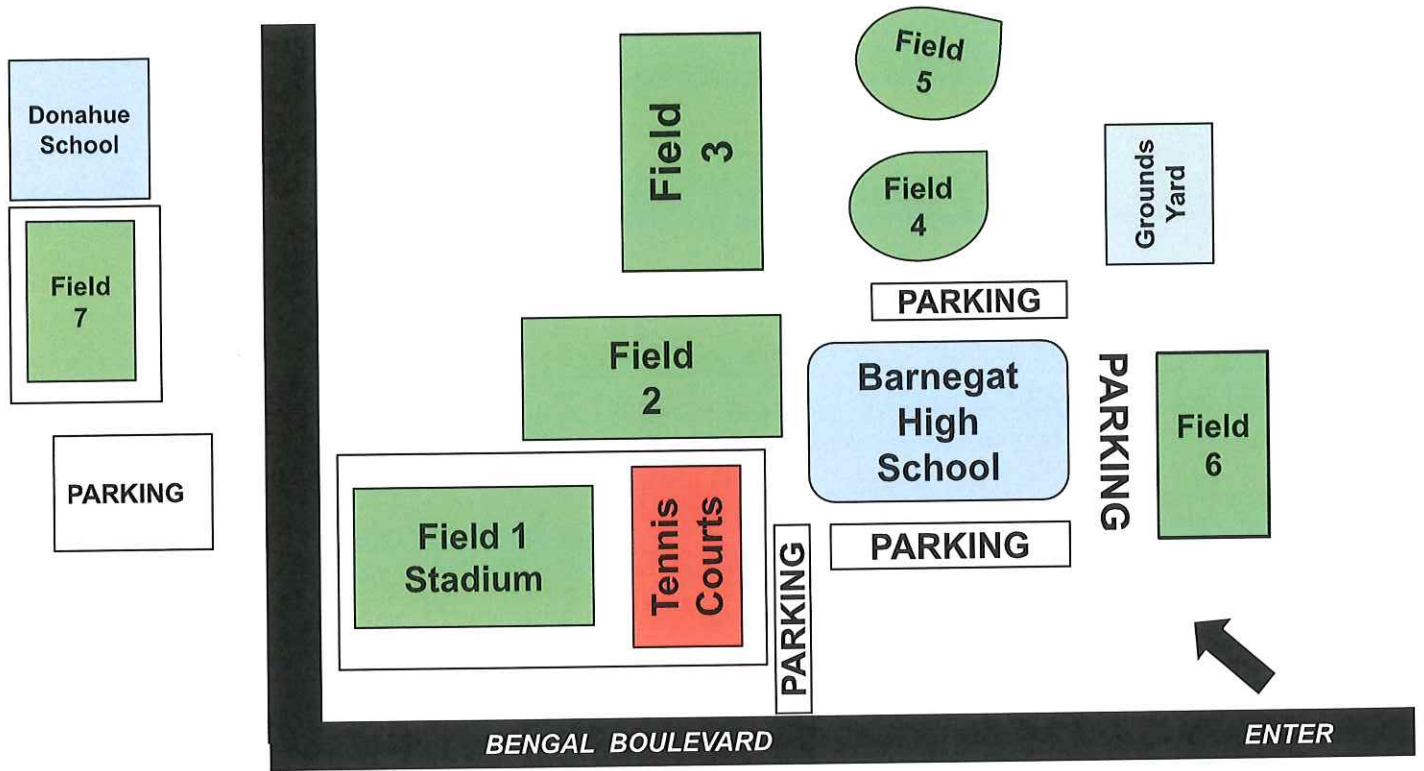 Donahue
School
Field
7
PARKING
Field
3
Field
5
Field
4
Grounds
Yard
PARKING
Field
2
Barnegat
High
School
PARKING
Field
6
Field 1
Stadium
Tennis
Courts
PARKING
PARKING
BENGAL BOULEVARD
ENTER